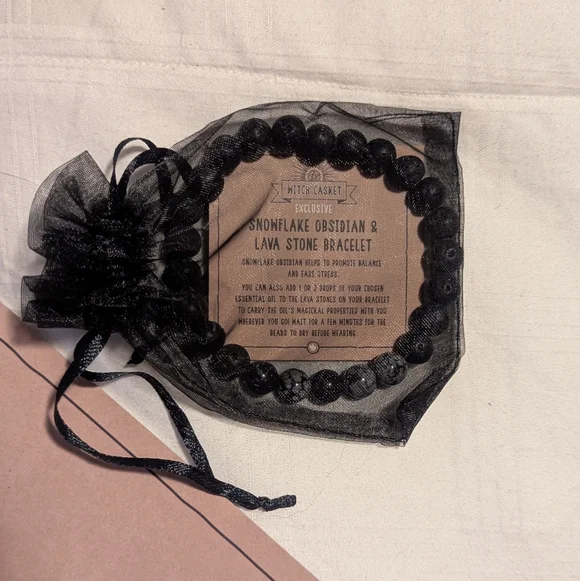 WITCH CASKET
EXCLUSIVE
SNOWFLAKE OBSIDIAN &
LAVA STONE BRACELET
SNOWFLAKE OBSIDIAN HELPS TO PROMOTE BALANCE
AND EASE STRESS.
YOU CAN ALSO ADD 1 OR 2 DROPS OF YOUR CHOSEN
ESSENTIAL OIL TO THE LAVA STONES ON YOUR BRACELET
TO CARRY THE OIL'S MAGICKAL PROPERTIES WITH YOU
WHEREVER YOU GO! WAIT FOR A FEW MINUTES FOR THE
BEADS TO DRY BEFORE WEARING.